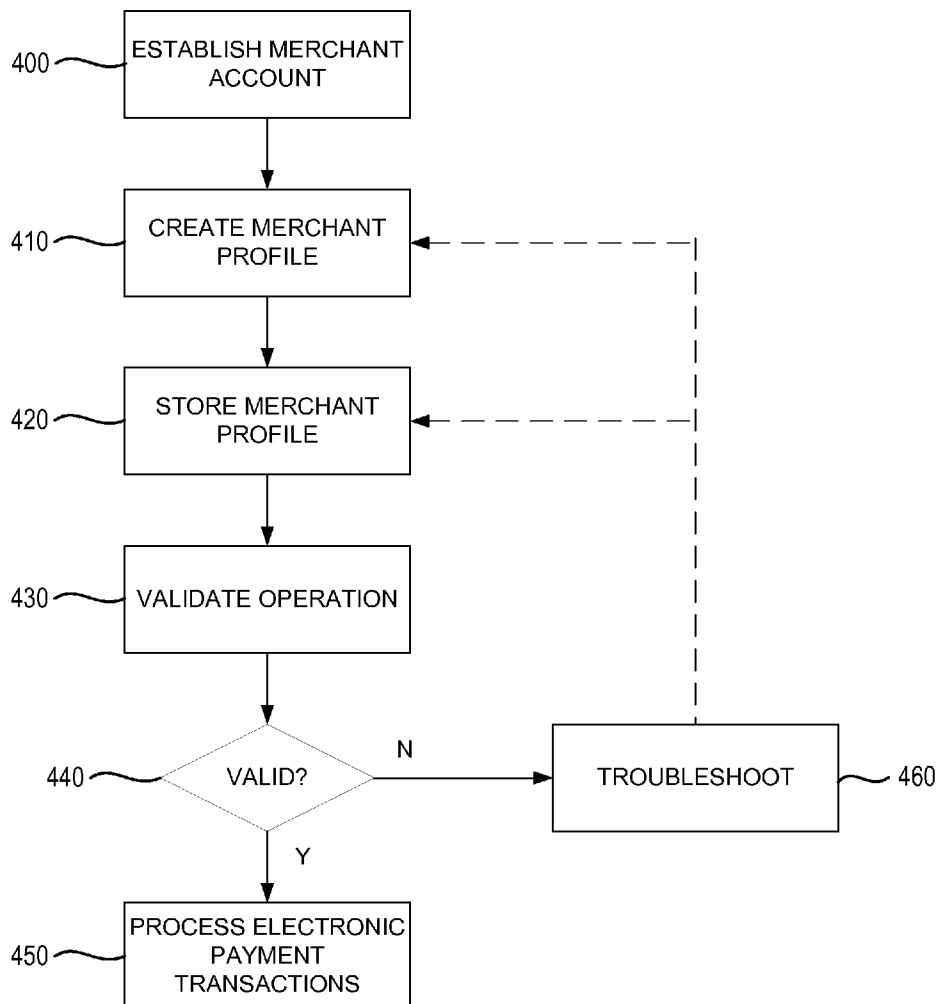 400
ESTABLISH MERCHANT
ACCOUNT
410
CREATE MERCHANT
PROFILE
420
STORE MERCHANT
PROFILE
430
VALIDATE OPERATION
440
VALID?
N
TROUBLESHOOT
460
Y
450
PROCESS ELECTRONIC
PAYMENT
TRANSACTIONS